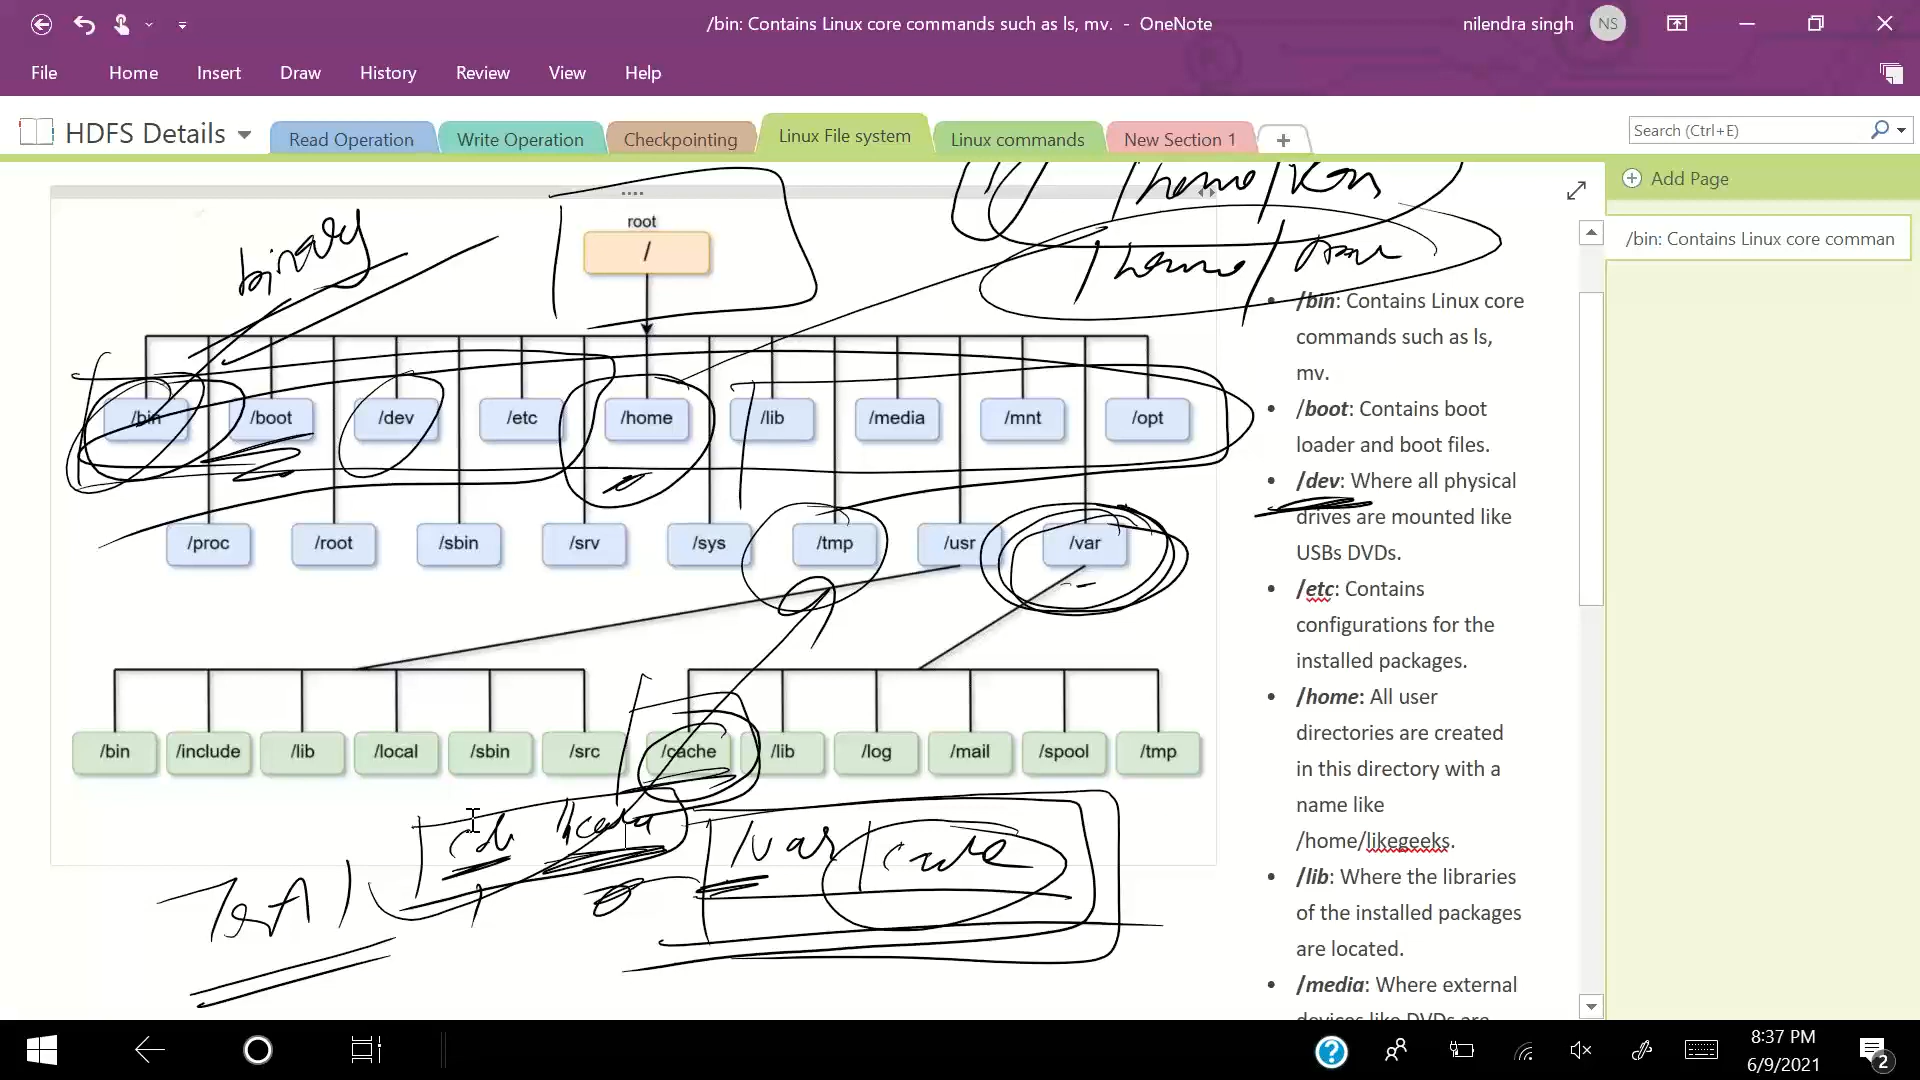 /bin: Contains Linux core commands such as ls, mv. - OneNote
nilendra singh
NS
File Home Insert Draw History Review View Help
HDFS Details
Read Operation
Write Operation
Checkpointing
Linux File system
Linux commands
New Section 1
+
Search (Ctrl+E)
Add Page
/bin: Contains Linux core comman
binary
root
/
/bin /boot /dev /etc /home /lib /media /mnt /opt
/proc /root /sbin /srv /sys /tmp /usr /var
/bin /include /lib /local /sbin /src /cache /lib /log /mail /spool /tmp
/var/cache
/bin: Contains Linux core
commands such as ls,
mv.
/boot: Contains boot
loader and boot files.
/dev: Where all physical
drives are mounted like
USBs DVDs.
/etc: Contains
configurations for the
installed packages.
/home: All user
directories are created
in this directory with a
name like
/home/likegeeks.
/lib: Where the libraries
of the installed packages
are located.
/media: Where external
devices like DVDs are
8:37 PM
6/9/2021
2